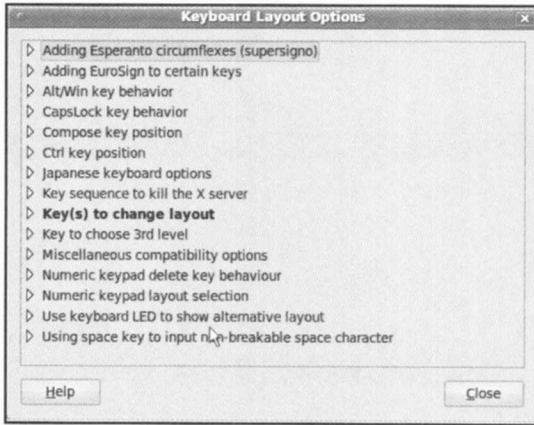 Keyboard Layout Options
Adding Esperanto circumflexes (supersigno)
Adding EuroSign to certain keys
Alt/Win key behavior
CapsLock key behavior
Compose key position
Ctrl key position
Japanese keyboard options
Key sequence to kill the X server
Key(s) to change layout
Key to choose 3rd level
Miscellaneous compatibility options
Numeric keypad delete key behaviour
Numeric keypad layout selection
Use keyboard LED to show alternative layout
Using space key to input non-breakable space character
Help
Close